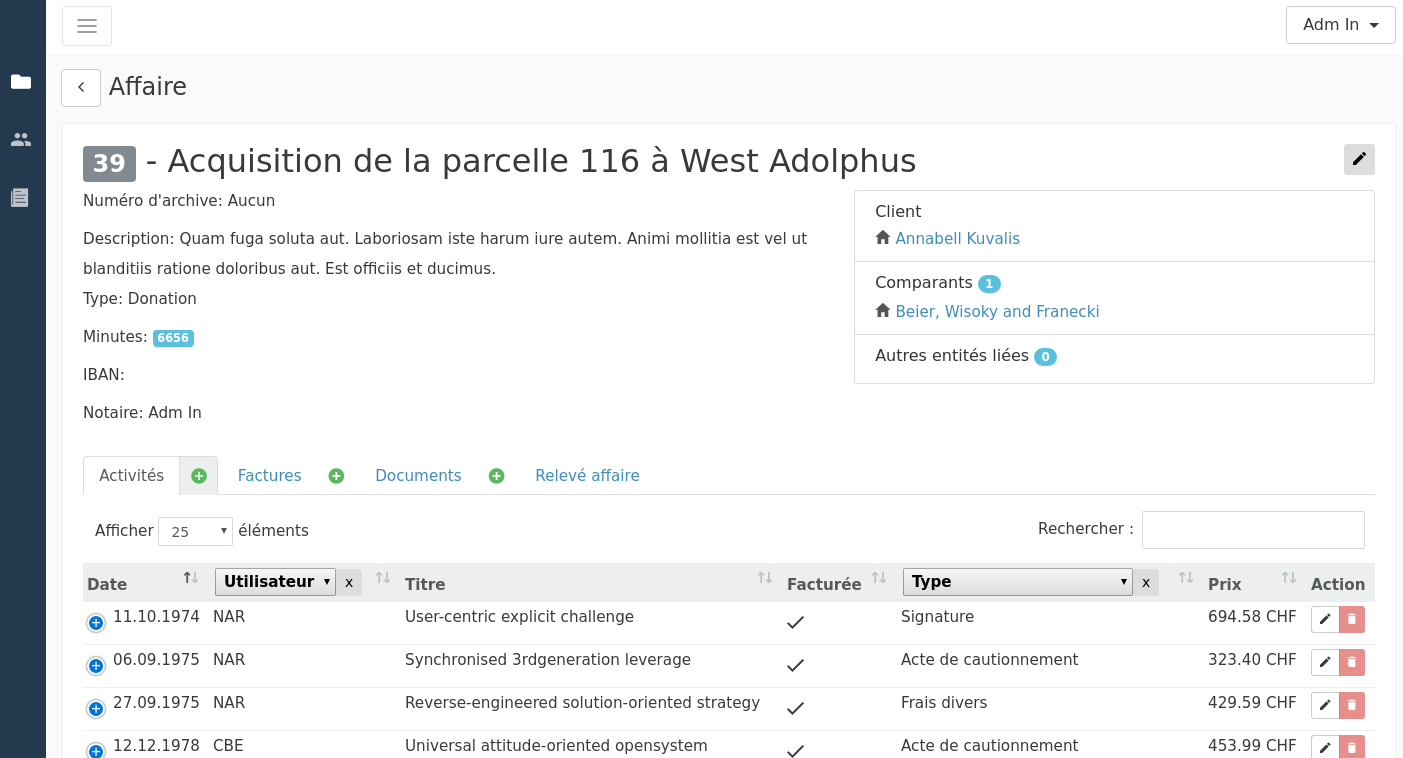 Adm In
Affaire
39 - Acquisition de la parcelle 116 à West Adolphus
Numéro d'archive: Aucun
Description: Quam fuga soluta aut. Laboriosam iste harum iure autem. Animi mollitia est vel ut
blanditiis ratione doloribus aut. Est officiis et ducimus.
Type: Donation
Minutes: 6656
IBAN:
Notaire: Adm In
Client
Annabell Kuvalis
Comparants 1
Beier, Wisoky and Franecki
Autres entités liées 0
Activités Factures Documents Relevé affaire
Afficher 25 éléments Rechercher :
Date Utilisateur x Titre Facturée Type x Prix Action
11.10.1974 NAR User-centric explicit challenge Signature 694.58 CHF
06.09.1975 NAR Synchronised 3rdgeneration leverage Acte de cautionnement 323.40 CHF
27.09.1975 NAR Reverse-engineered solution-oriented strategy Frais divers 429.59 CHF
12.12.1978 CBE Universal attitude-oriented opensystem Acte de cautionnement 453.99 CHF